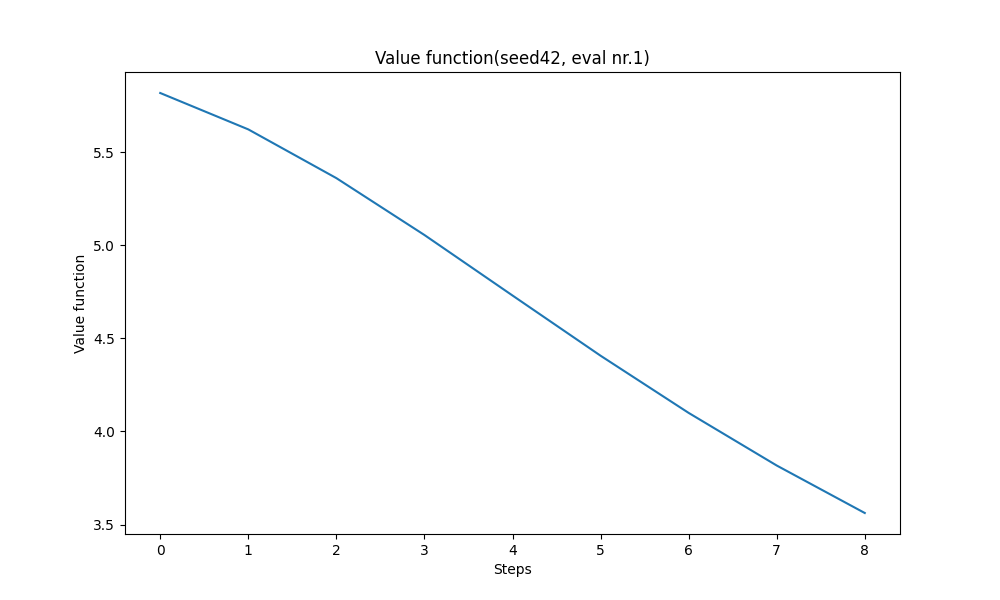 Value function(seed42, eval nr.1)
Value function
5.5
5.0
4.5
4.0
3.5
0 1 2 3 4 5 6 7 8
Steps